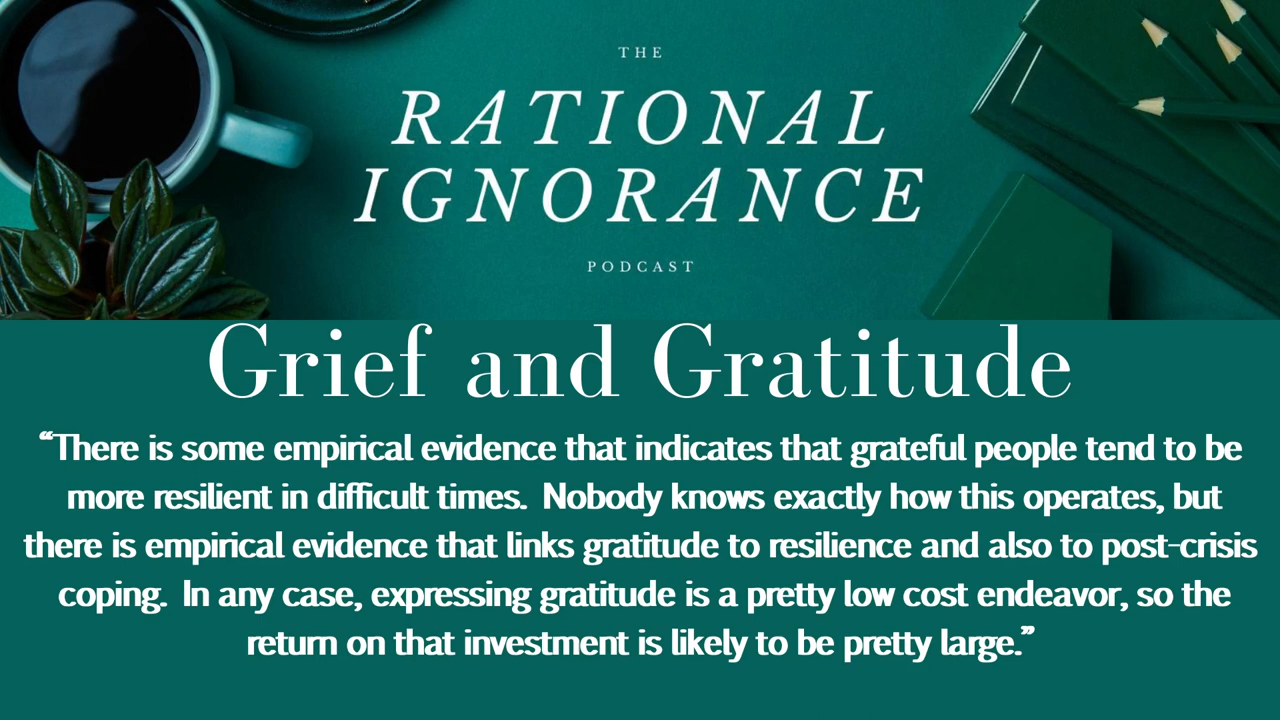 THE
RATIONAL
IGNORANCE
PODCAST
Grief and Gratitude
“There is some empirical evidence that indicates that grateful people tend to be
more resilient in difficult times.  Nobody knows exactly how this operates, but
there is empirical evidence that links gratitude to resilience and also to post-crisis
coping.  In any case, expressing gratitude is a pretty low cost endeavor, so the
return on that investment is likely to be pretty large.”